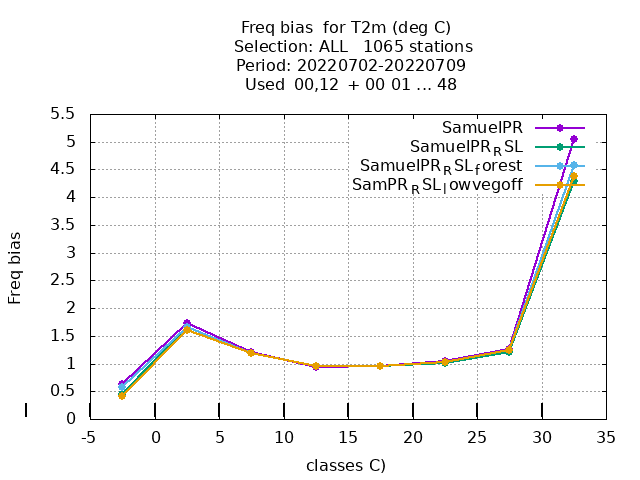 Freq bias for T2m (deg C)
Selection: ALL 1065 stations
Period: 20220702-20220709
Used 00,12 + 00 01 ... 48
5.5
5
4.5
4
3.5
3
2.5
2
1.5
1
0.5
0
Freq bias
SamuelPR
SamuelPR_RSL
SamuelPR_RSL_forest
SamPR_RSL_lowvegoff
-5 0 5 10 15 20 25 30 35
classes C)